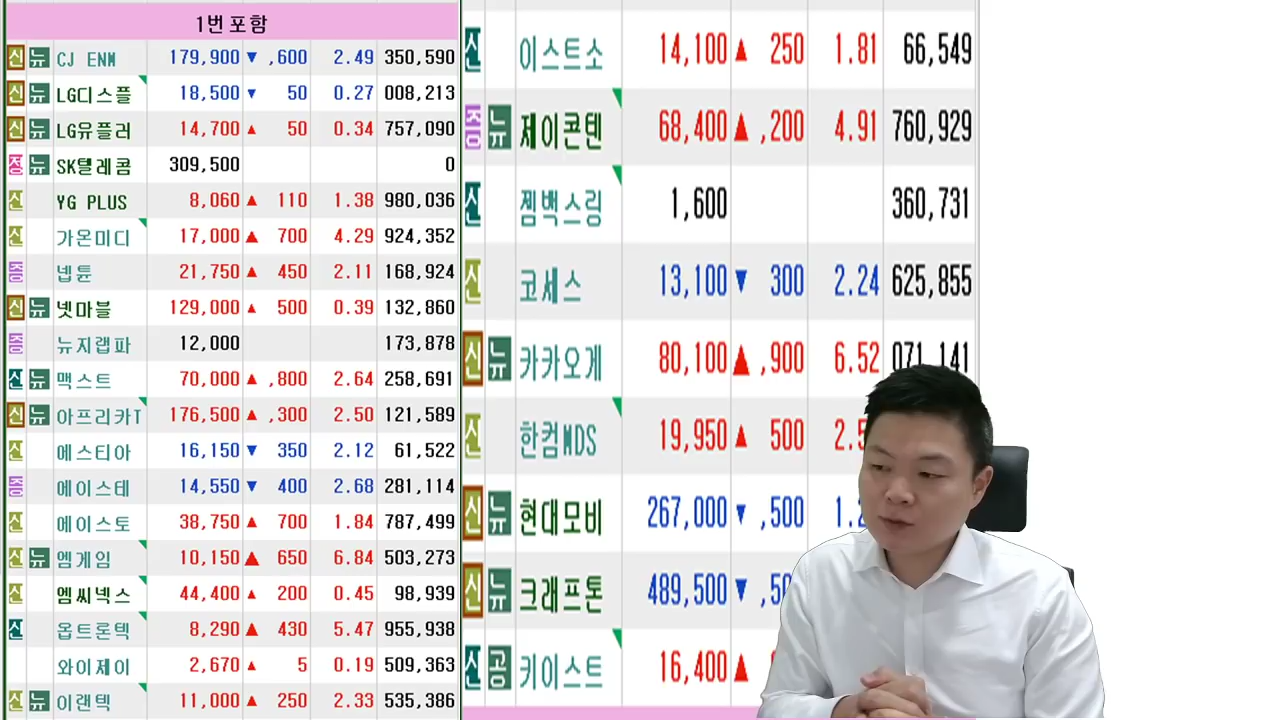 1번 포함
신 뉴 CJ ENM 179,900 ▼ ,600 2.49 350,590
신 뉴 LG디스플 18,500 ▼ 50 0.27 008,213
신 뉴 LG유플러 14,700 ▲ 50 0.34 757,090
정 뉴 SK텔레콤 309,500 0
신 YG PLUS 8,060 ▲ 110 1.38 980,036
신 가온미디 17,000 ▲ 700 4.29 924,352
증 넵튠 21,750 ▲ 450 2.11 168,924
신 뉴 넷마블 129,000 ▲ 500 0.39 132,860
증 뉴지랩파 12,000 173,878
신 뉴 맥스트 70,000 ▲ ,800 2.64 258,691
신 뉴 아프리카T 176,500 ▲ ,300 2.50 121,589
신 에스티아 16,150 ▼ 350 2.12 61,522
증 에이스테 14,550 ▼ 400 2.68 281,114
신 에이스토 38,750 ▲ 700 1.84 787,499
신 뉴 엠게임 10,150 ▲ 650 6.84 503,273
신 엠씨넥스 44,400 ▲ 200 0.45 98,939
신 옵트론텍 8,290 ▲ 430 5.47 955,938
와이제이 2,670 ▲ 5 0.19 509,363
신 뉴 이랜텍 11,000 ▲ 250 2.33 535,386
신 이스트소 14,100 ▲ 250 1.81 66,549
증 뉴 제이콘텐 68,400 ▲ ,200 4.91 760,929
신 젬백스링 1,600 360,731
신 코세스 13,100 ▼ 300 2.24 625,855
신 뉴 카카오게 80,100 ▲ ,900 6.52 071,141
신 한컴MDS 19,950 ▲ 500
신 뉴 현대모비 267,000 ▼ ,500
신 뉴 크래프톤 489,500 ▼
신 공 키이스트 16,400 ▲